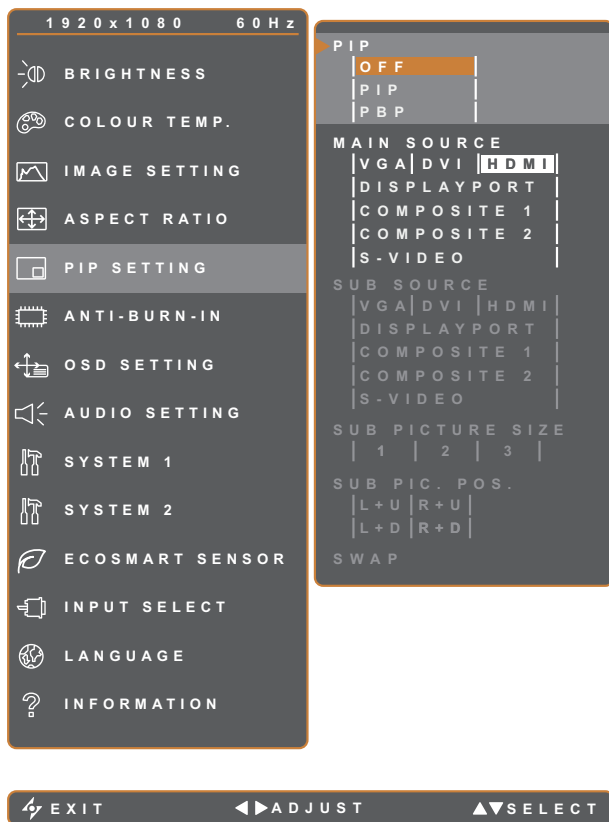 1920x1080 60Hz
BRIGHTNESS
COLOUR TEMP.
IMAGE SETTING
ASPECT RATIO
PIP SETTING
ANTI-BURN-IN
OSD SETTING
AUDIO SETTING
SYSTEM 1
SYSTEM 2
ECOSMART SENSOR
INPUT SELECT
LANGUAGE
INFORMATION
PIP
OFF
PIP
PBP
MAIN SOURCE
VGA DVI HDMI
DISPLAYPORT
COMPOSITE 1
COMPOSITE 2
S-VIDEO
SUB SOURCE
VGA DVI HDMI
DISPLAYPORT
COMPOSITE 1
COMPOSITE 2
S-VIDEO
SUB PICTURE SIZE
1 2 3
SUB PIC. POS.
L+U R+U
L+D R+D
SWAP
EXIT ADJUST SELECT